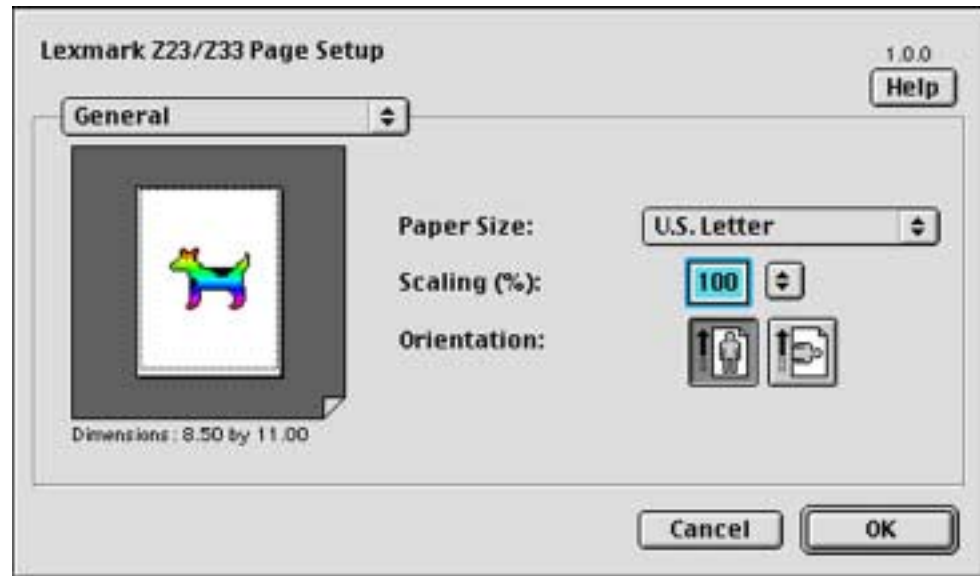 Lexmark Z23/Z33 Page Setup
1.0.0
Help
General
Paper Size:
U.S. Letter
Scaling (%):
100
Orientation:
Dimensions: 8.50 by 11.00
Cancel
OK